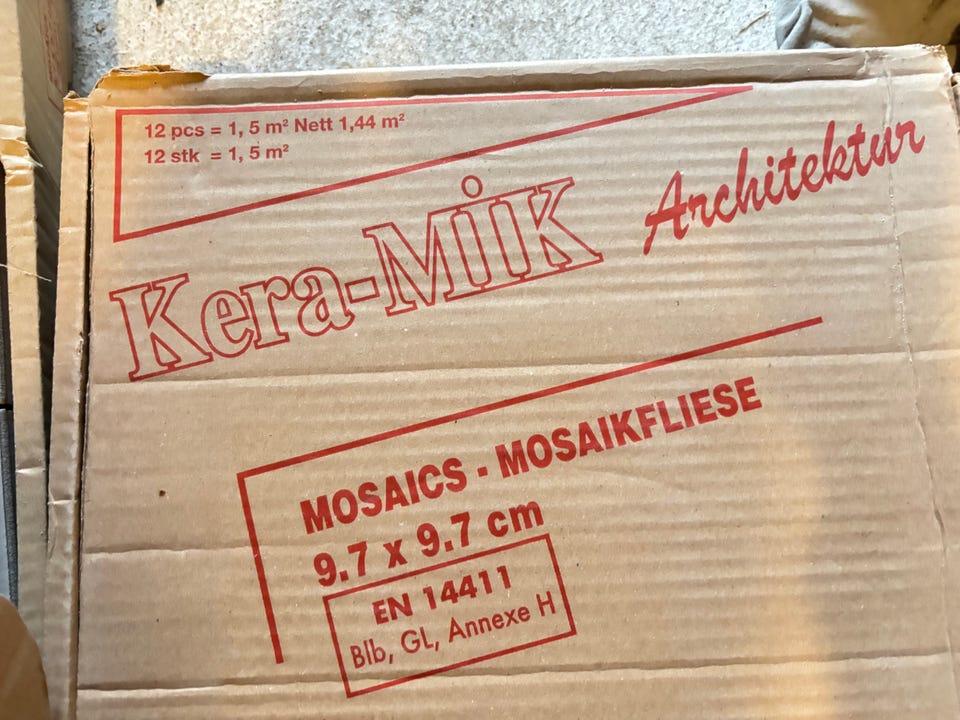 12 pcs = 1, 5 m² Nett 1,44 m²
12 stk = 1, 5 m²
Kera-MİK Architektur
MOSAICS - MOSAIKFLIESE
9.7 x 9.7 cm
EN 14411
BIb, GL, Annexe H